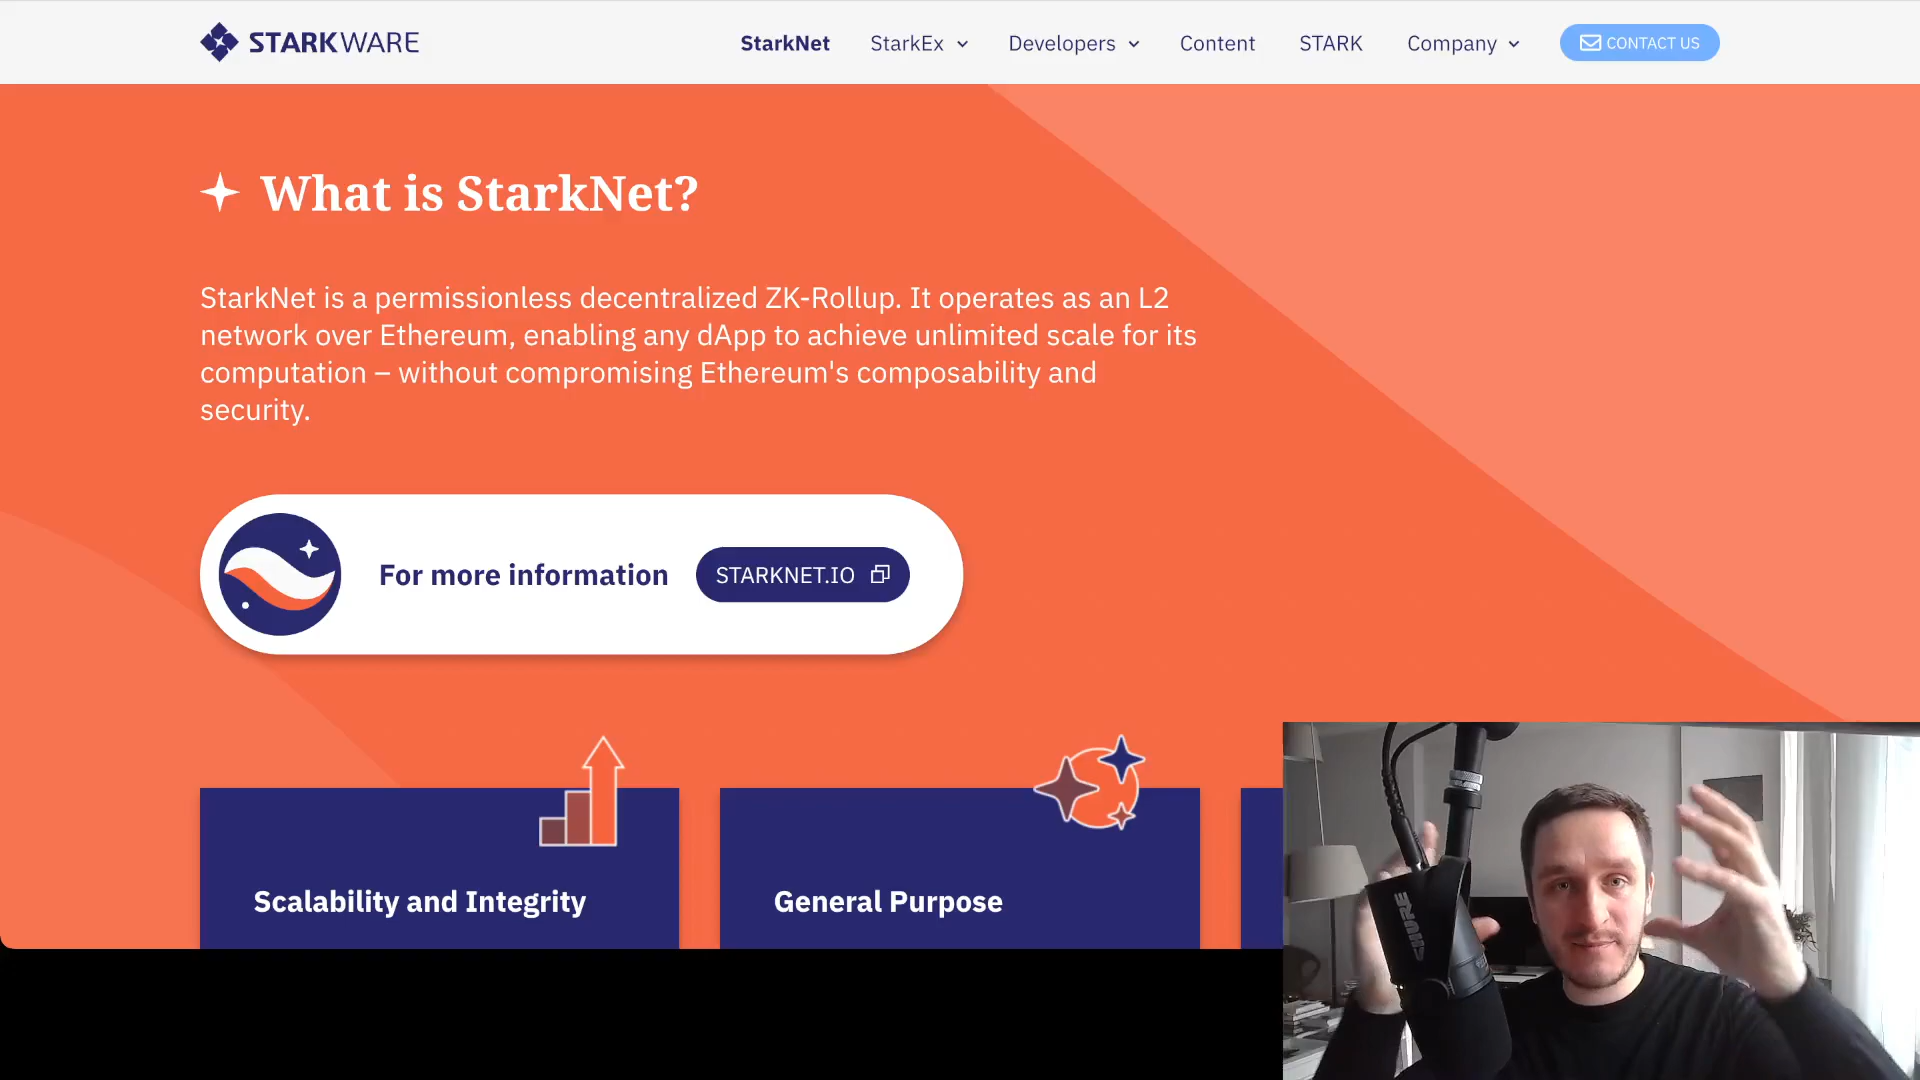 STARKWARE
StarkNet
StarkEx
Developers
Content
STARK
Company
CONTACT US
What is StarkNet?
StarkNet is a permissionless decentralized ZK-Rollup. It operates as an L2
network over Ethereum, enabling any dApp to achieve unlimited scale for its
computation – without compromising Ethereum's composability and
security.
For more information
STARKNET.IO
Scalability and Integrity
General Purpose
SHURE